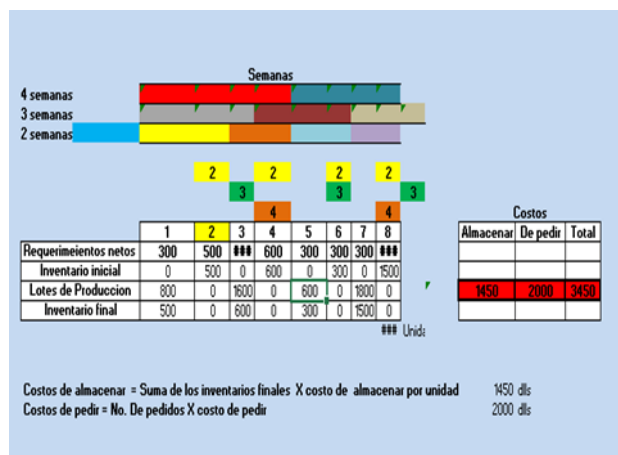 Semanas
4 semanas
3 semanas
2 semanas
2 2 2 2
3 3 3
4 4
Costos
1 2 3 4 5 6 7 8 Almacenar De pedir Total
Requerimeientos netos 300 500 ### 600 300 300 300 ###
Inventario inicial 0 500 0 600 0 300 0 1500
Lotes de Produccion 800 0 1600 0 600 0 1800 0 1450 2000 3450
Inventario final 500 0 600 0 300 0 1500 0
### Unida
Costos de almacenar = Suma de los inventarios finales X costo de almacenar por unidad 1450 dlls
Costos de pedir = No. De pedidos X costo de pedir 2000 dlls